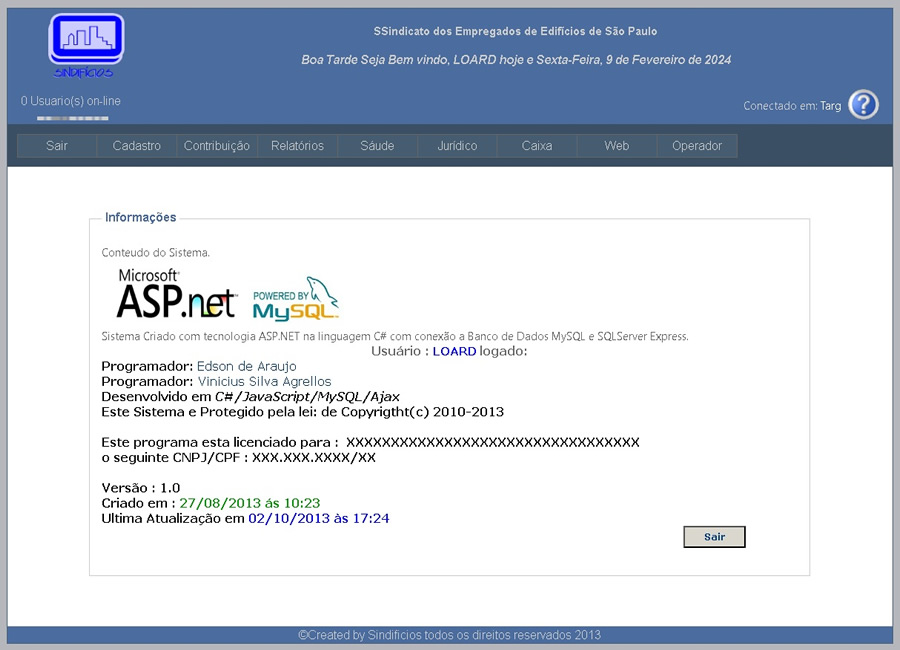 SSindicato dos Empregados de Edifícios de São Paulo
SINDIFÍCIOS
Boa Tarde Seja Bem vindo, LOARD hoje e Sexta-Feira, 9 de Fevereiro de 2024
0 Usuario(s) on-line
Conectado em: Targ ?
Sair Cadastro Contribuição Relatórios Sáude Jurídico Caixa Web Operador
Informações
Conteudo do Sistema.
Microsoft
ASP.net
POWERED BY
MySQL
Sistema Criado com tecnologia ASP.NET na linguagem C# com conexão a Banco de Dados MySQL e SQLServer Express.
Usuário : LOARD logado:
Programador: Edson de Araujo
Programador: Vinicius Silva Agrellos
Desenvolvido em C#/JavaScript/MySQL/Ajax
Este Sistema e Protegido pela lei: de Copyrigtht(c) 2010-2013
Este programa esta licenciado para : XXXXXXXXXXXXXXXXXXXXXXXXXXXXXXXXX
o seguinte CNPJ/CPF : XXX.XXX.XXXX/XX
Versão : 1.0
Criado em : 27/08/2013 ás 10:23
Ultima Atualização em 02/10/2013 às 17:24
Sair
©Created by Sindificios todos os direitos reservados 2013